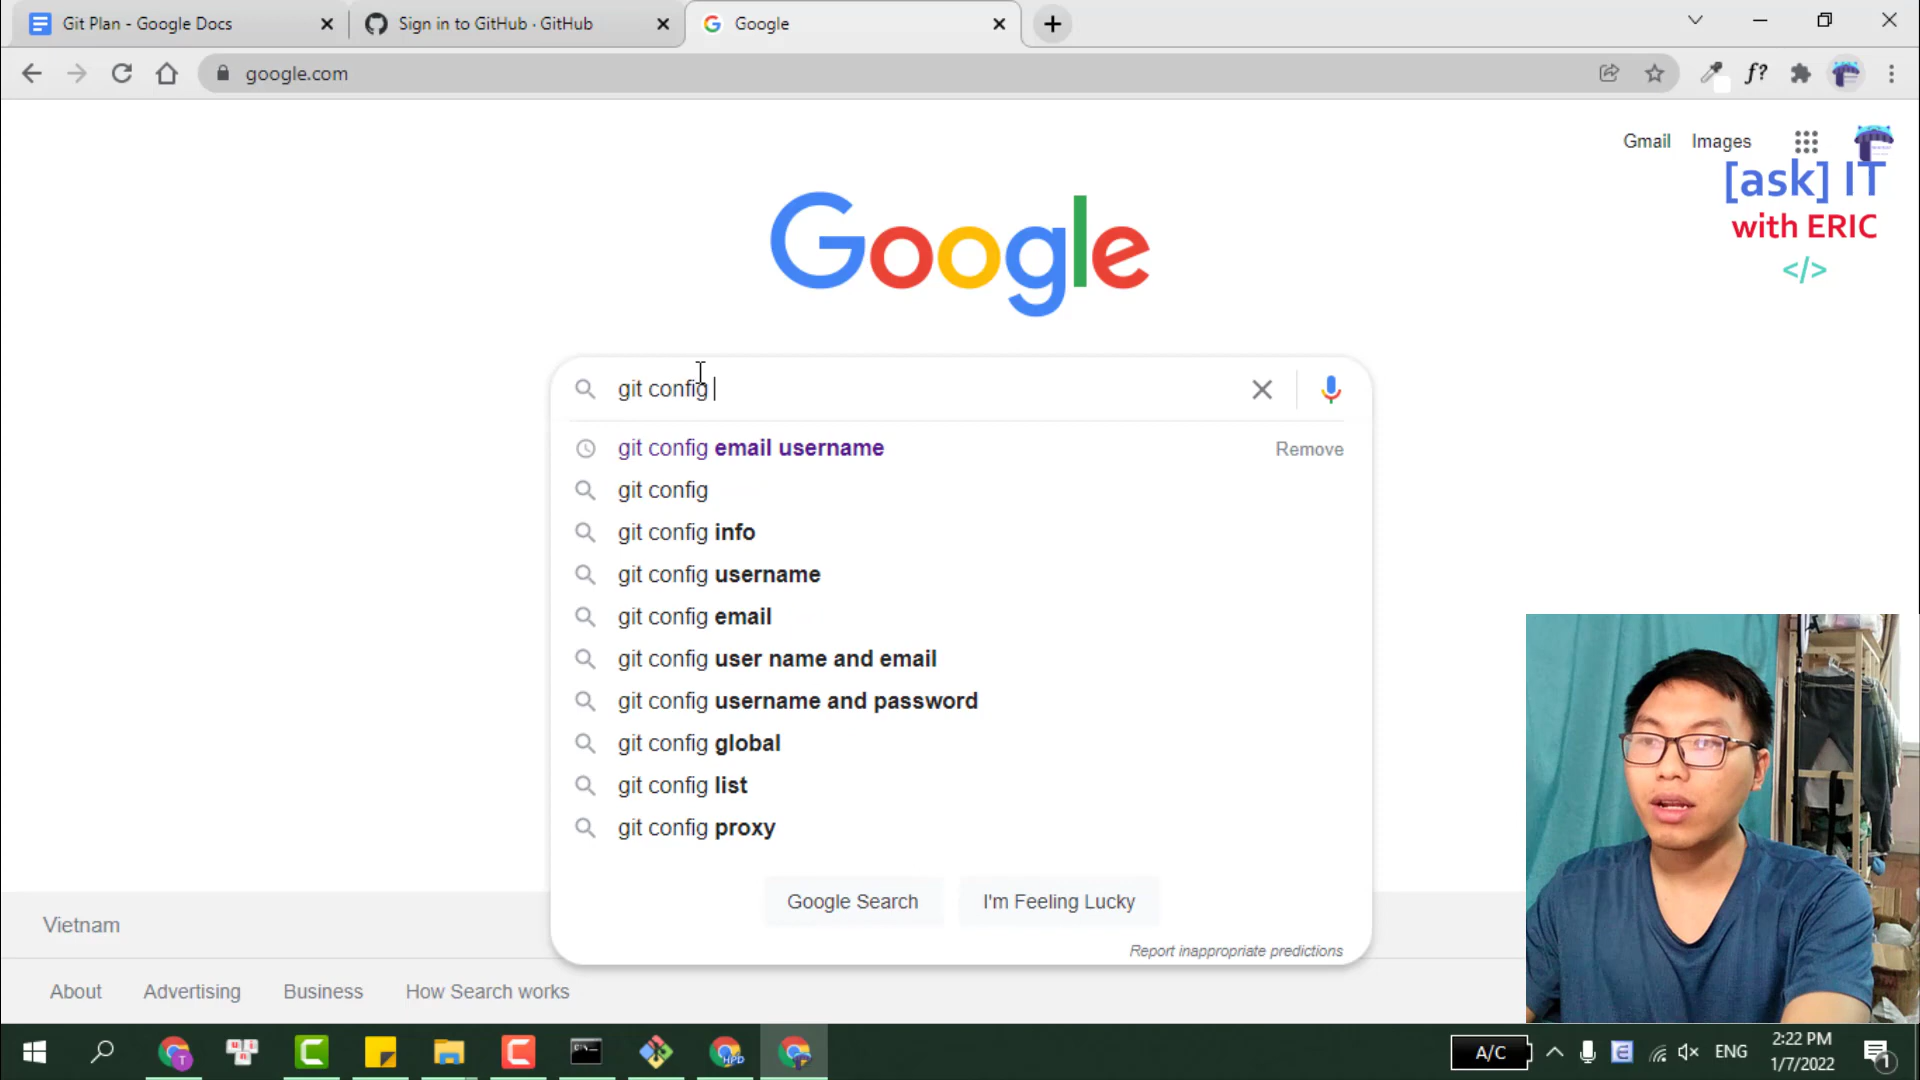 Git Plan - Google Docs
Sign in to GitHub · GitHub
Google
google.com
f?
Gmail
Images
[ask] IT
with ERIC
</>
Google
git config
git config email username
Remove
git config
git config info
git config username
git config email
git config user name and email
git config username and password
git config global
git config list
git config proxy
Google Search
I'm Feeling Lucky
Report inappropriate predictions
Vietnam
About
Advertising
Business
How Search works
T
HPD
A/C
ENG
2:22 PM
1/7/2022
1